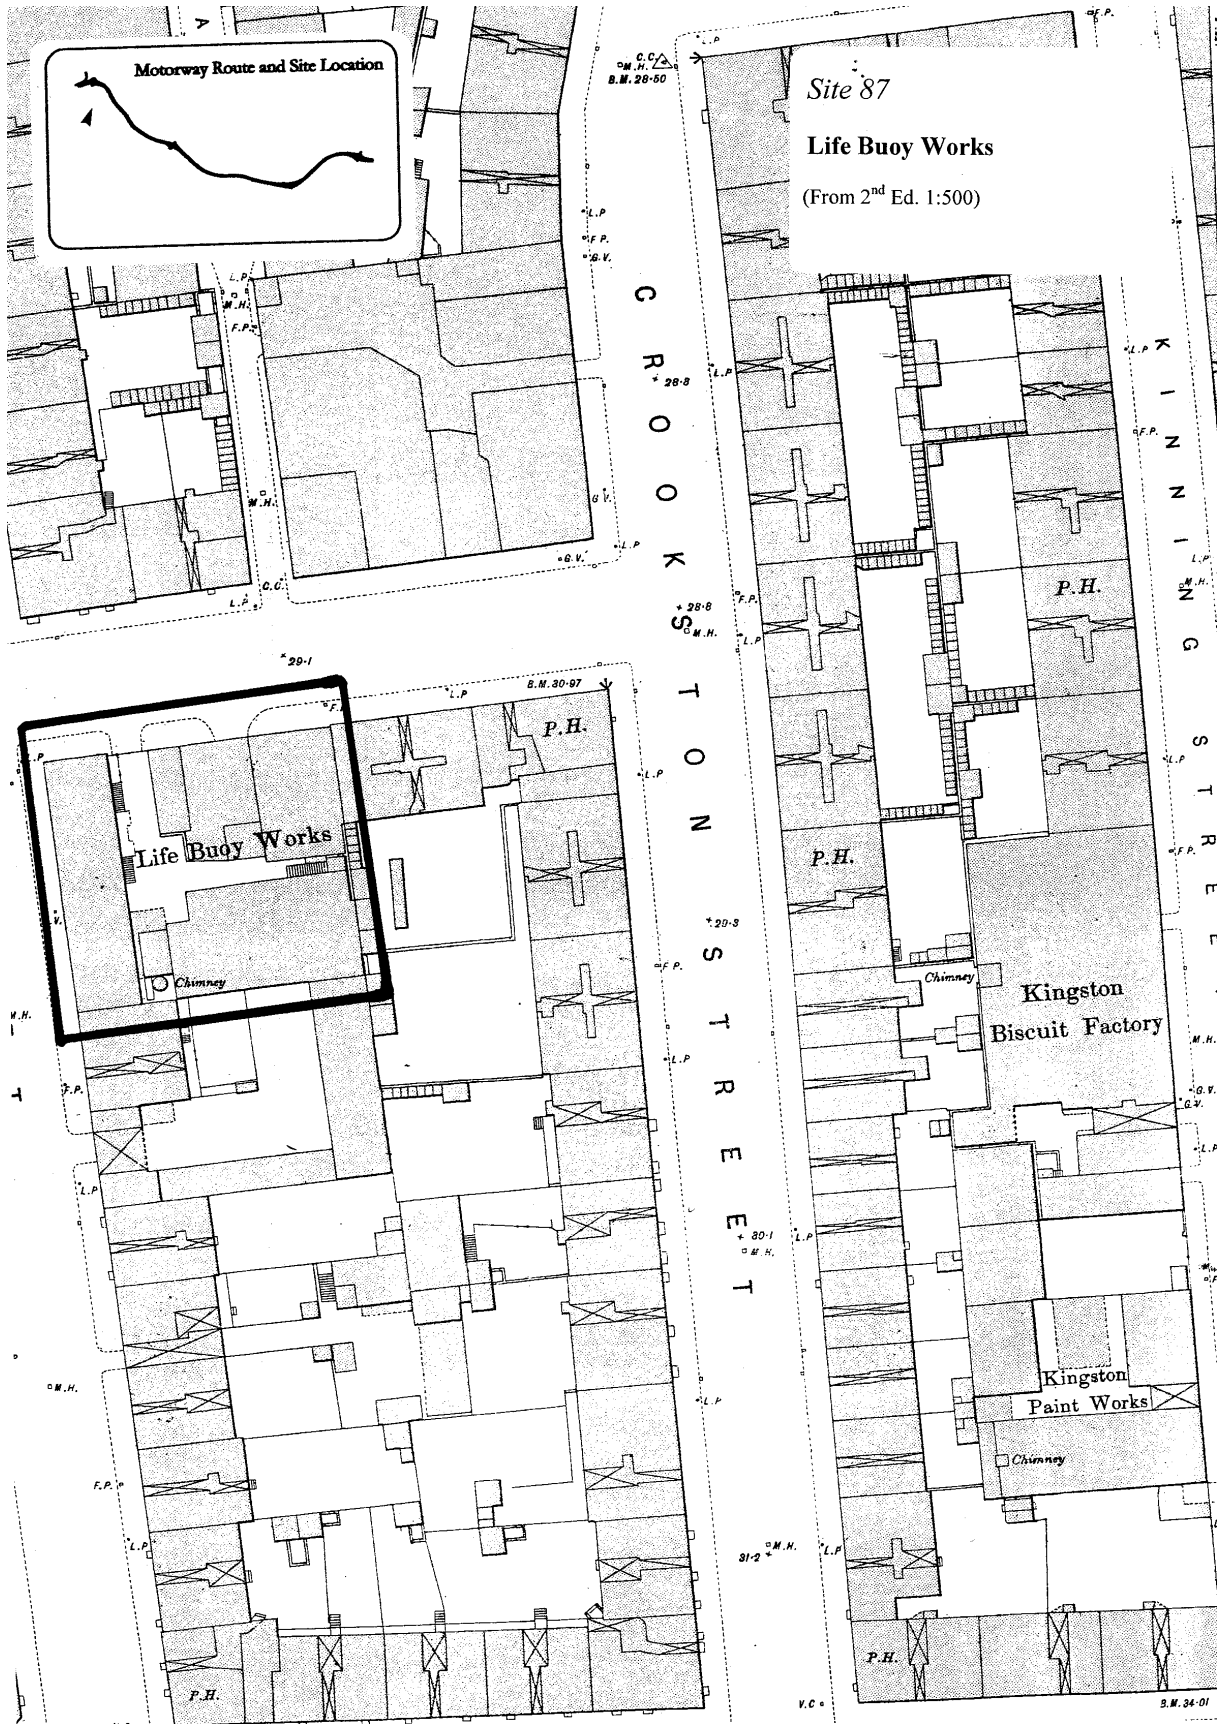 Motorway Route and Site Location
Site 87
Life Buoy Works
(From 2nd Ed. 1:500)
A
L.P
F.P.
C.C.
M.H.
B.M. 28·50
L.P
F.P.
G.V.
L.P.
M.H.
F.P.
CROOKSTON STREET
28·8
L.P
L.P
F.P.
KINNING STREET
M.H.
G.V.
L.P
G.V.
C.C.
L.P
28·8
M.H.
F.P.
L.P
P.H.
L.P
M.H.
29·1
B.M. 30·97
L.P
F.P.
P.H.
L.P
L.P
L.P
Life Buoy Works
P.H.
F.P.
29·3
F.P.
Chimney
Chimney
Kingston
Biscuit Factory
M.H.
M.H.
T
F.P.
L.P
G.V.
G.V.
L.P
L.P
30·1
M.H.
L.P
M.H.
L.P
Kingston
Paint Works
Chimney
F.P.
L.P
31·2
M.H.
L.P
P.H.
P.H.
V.C
B.M. 34·01